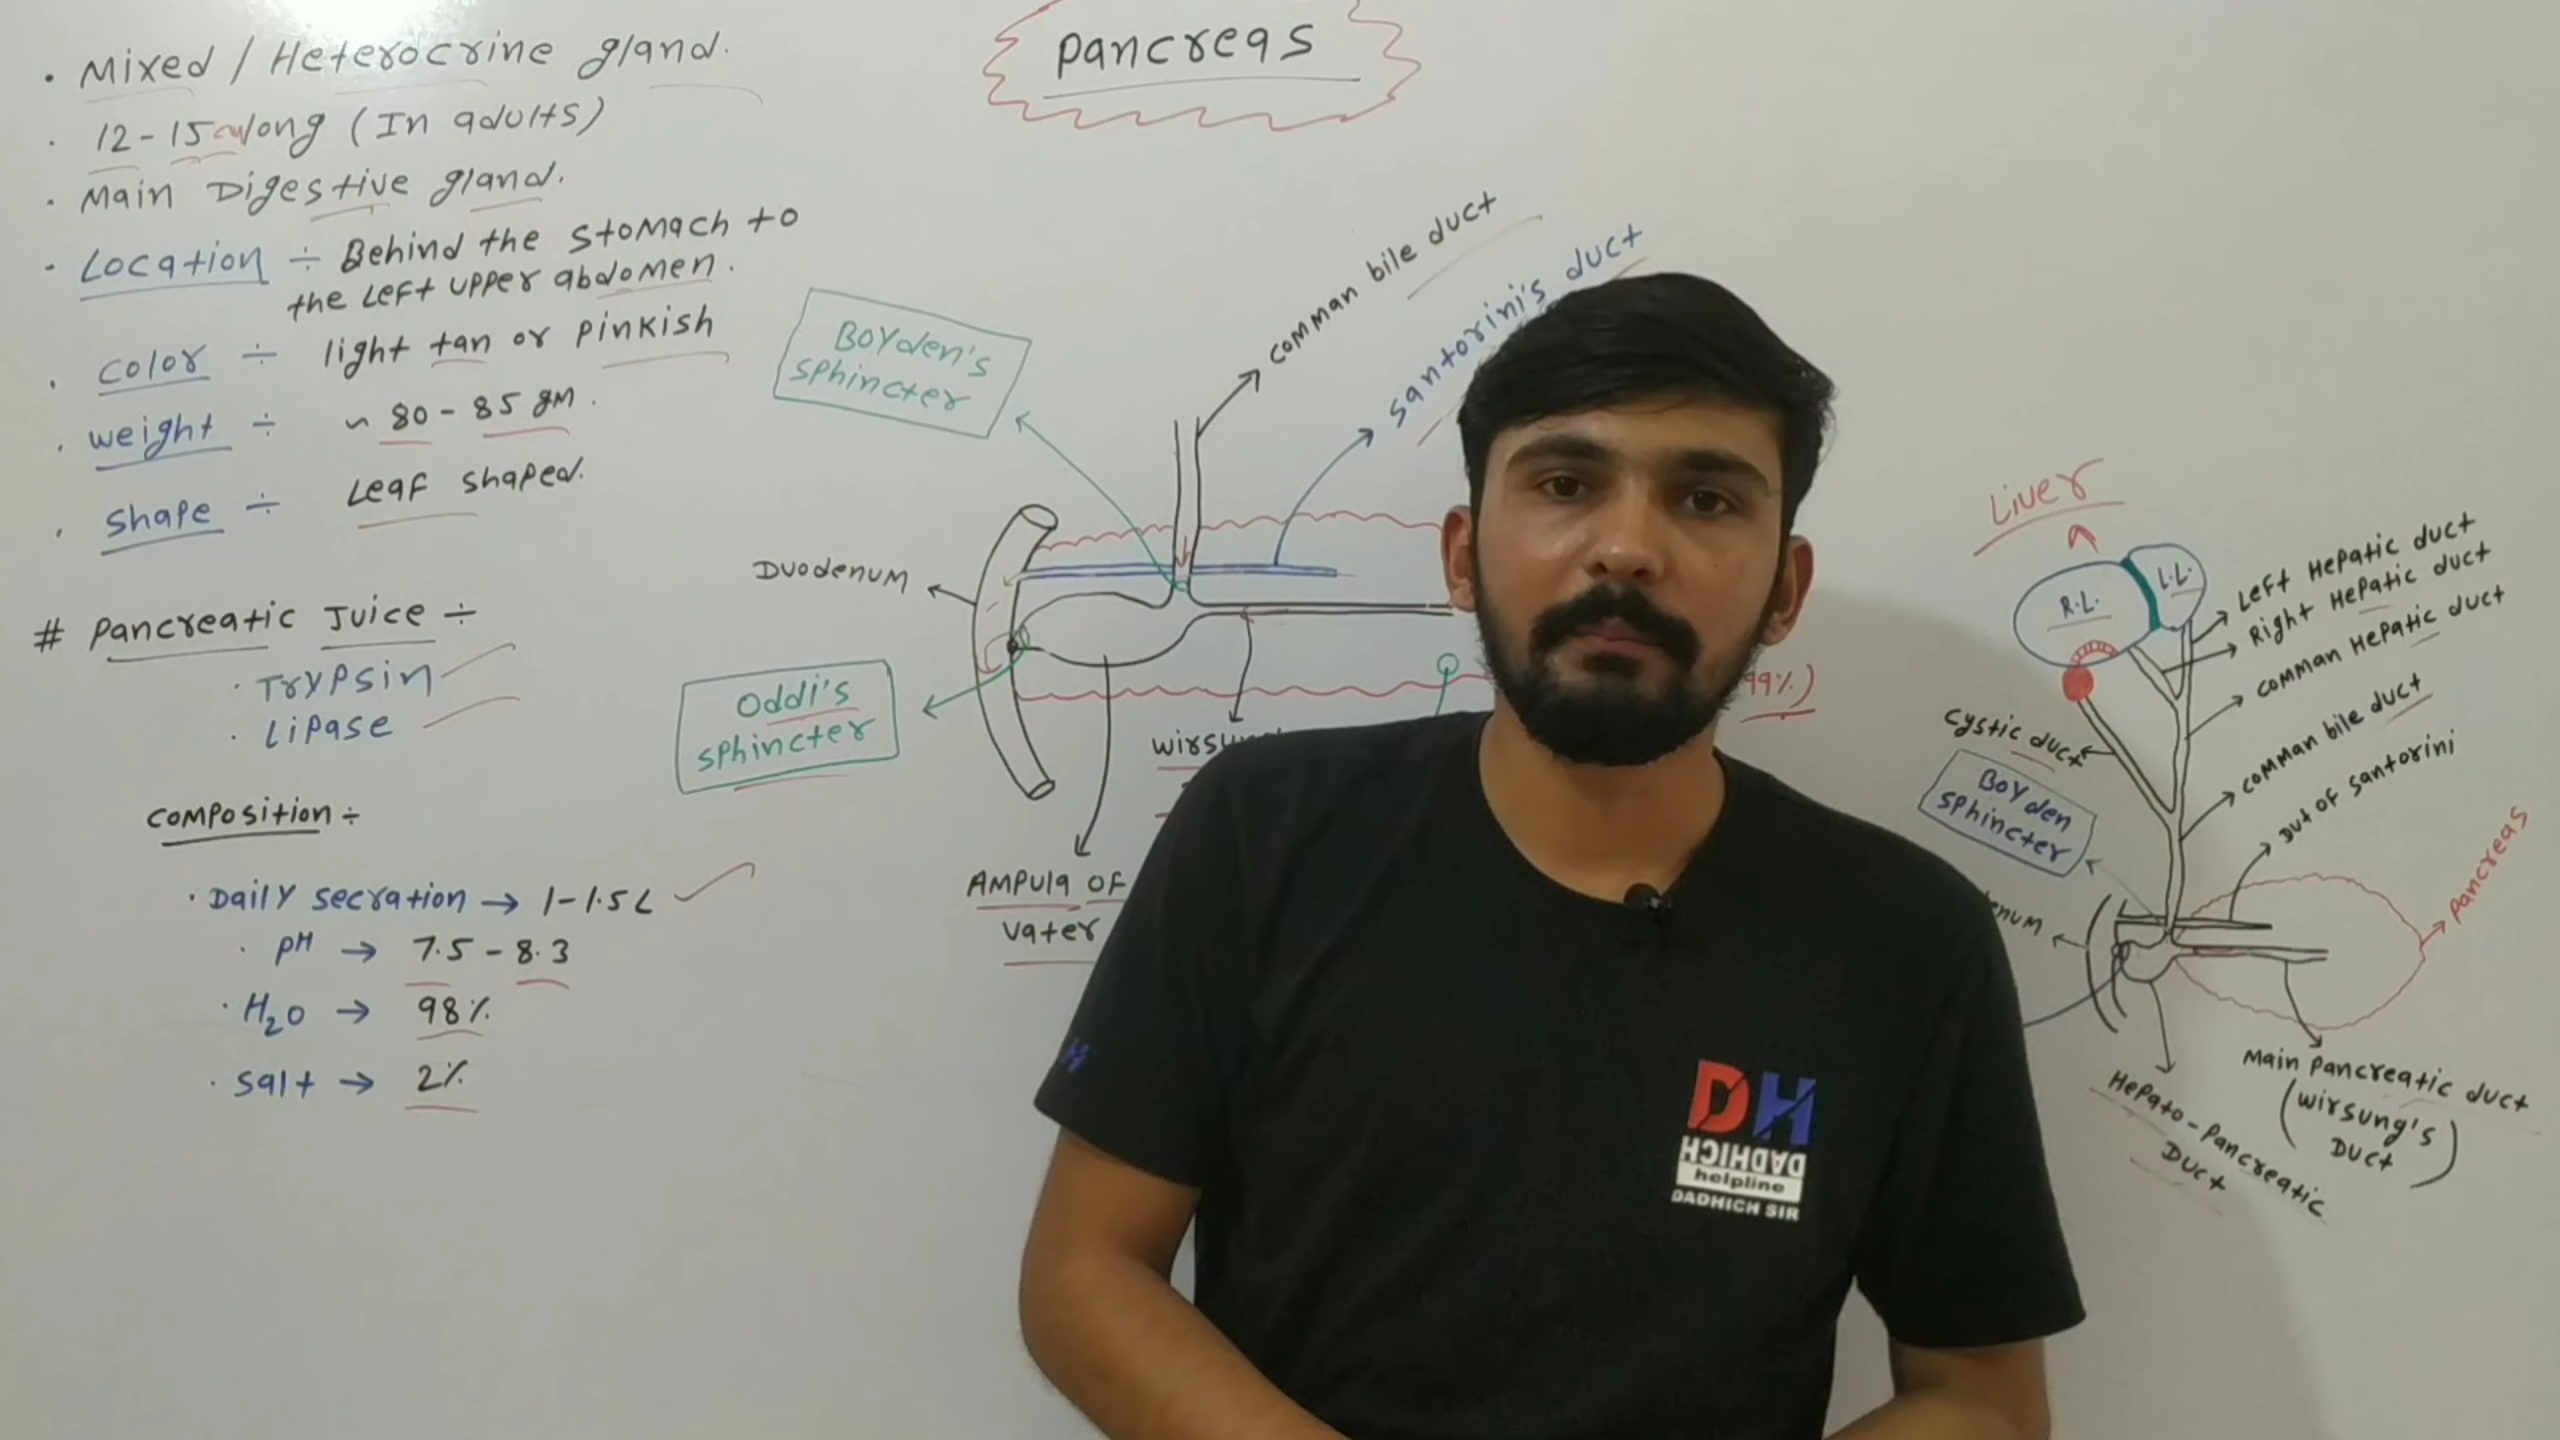 Pancreas
• Mixed / Heterocrine gland.
• 12-15 cm long (In adults)
• Main Digestive gland.
- Location ÷ Behind the stomach to
the Left upper abdomen.
• color ÷ light tan or Pinkish
• weight ÷ ~ 80-85 gm.
• shape ÷ Leaf shaped.
# Pancreatic Juice ÷
• Trypsin
• Lipase
composition ÷
• Daily secration → 1-1.5 L
• pH → 7.5 - 8.3
• H2O → 98%
• salt → 2%
Boyden's
sphincter
comman bile duct
santorini's duct
Duodenum
Oddi's
sphincter
99%)
Ampula of
vater
Liver
R.L.
L.L.
Left Hepatic duct
Right Hepatic duct
comman Hepatic duct
cystic duct
comman bile duct
Boyden
sphincter
Dut of santorini
Pancreas
Main Pancreatic duct
(wirsung's
Duct)
Hepato-Pancreatic
Duct
DH
DADHICH
helpline
DADHICH SIR